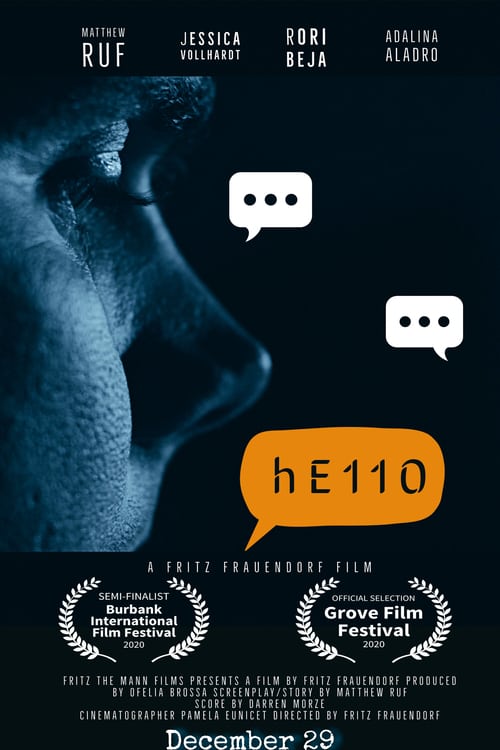 MATTHEW
RUF
JESSICA
VOLLHARDT
RORI
BEJA
ADALINA
ALADRO
hE110
A FRITZ FRAUENDORF FILM
SEMI-FINALIST
Burbank
International
Film Festival
2020
OFFICIAL SELECTION
Grove Film
Festival
2020
FRITZ THE MANN FILMS PRESENTS A FILM BY FRITZ FRAUENDORF PRODUCED
BY OFELIA BROSSA SCREENPLAY/STORY BY MATTHEW RUF
SCORE BY DARREN MORZE
CINEMATOGRAPHER PAMELA EUNICET DIRECTED BY FRITZ FRAUENDORF
December 29